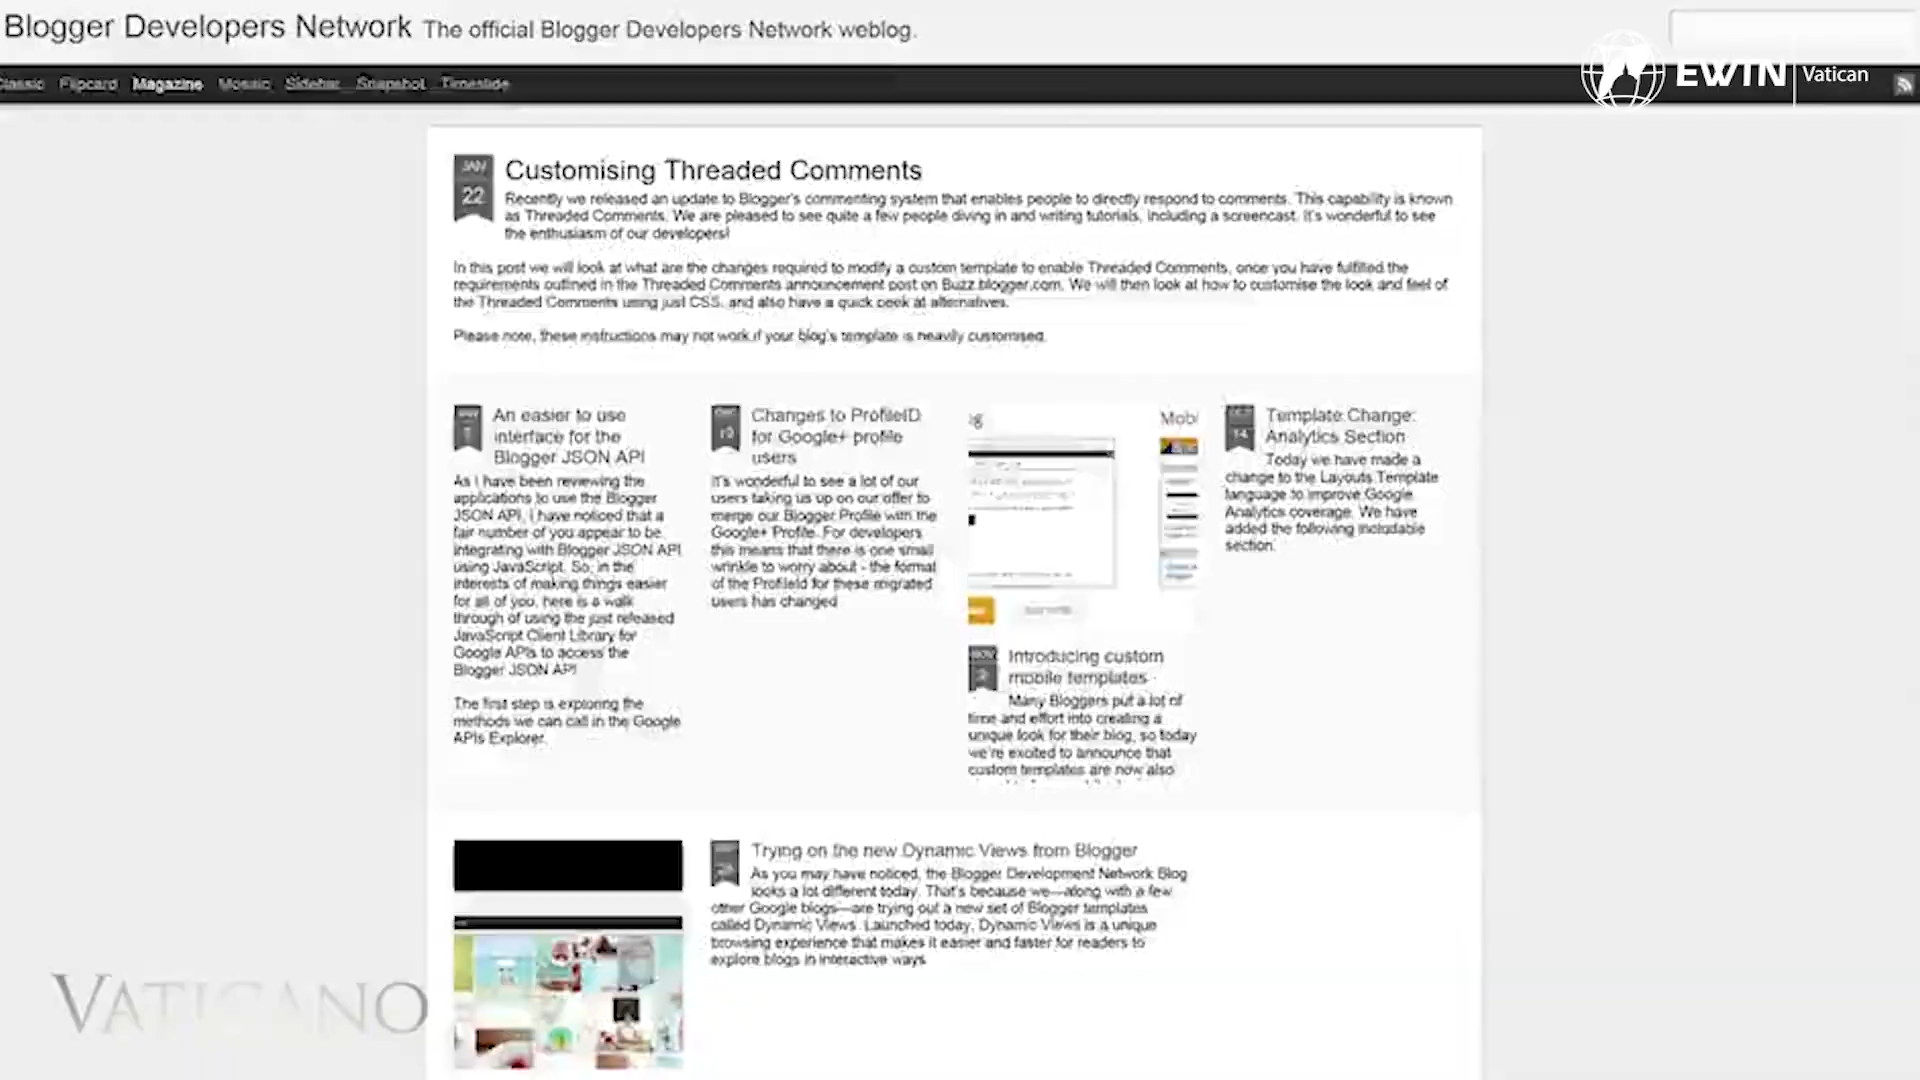 Blogger Developers Network The official Blogger Developers Network weblog.
Classic Flipcard Magazine Mosaic Sidebar Snapshot Timeslide
EWTN Vatican
JAN
22
Customising Threaded Comments
Recently we released an update to Blogger's commenting system that enables people to directly respond to comments. This capability is known
as Threaded Comments. We are pleased to see quite a few people diving in and writing tutorials, including a screencast. It's wonderful to see
the enthusiasm of our developers!
In this post we will look at what are the changes required to modify a custom template to enable Threaded Comments, once you have fulfilled the
requirements outlined in the Threaded Comments announcement post on Buzz.blogger.com. We will then look at how to customise the look and feel of
the Threaded Comments using just CSS, and also have a quick peek at alternatives.
Please note, these instructions may not work if your blog's template is heavily customised.
An easier to use
interface for the
Blogger JSON API
As I have been reviewing the
applications to use the Blogger
JSON API, I have noticed that a
fair number of you appear to be
integrating with Blogger JSON API
using JavaScript. So, in the
interests of making things easier
for all of you, here is a walk
through of using the just released
JavaScript Client Library for
Google APIs to access the
Blogger JSON API
The first step is exploring the
methods we can call in the Google
APIs Explorer.
19
Changes to ProfileID
for Google+ profile
users
It's wonderful to see a lot of our
users taking us up on our offer to
merge our Blogger Profile with the
Google+ Profile. For developers
this means that there is one small
wrinkle to worry about - the format
of the ProfileId for these migrated
users has changed
Mobi
NOV
Introducing custom
mobile templates
Many Bloggers put a lot of
time and effort into creating a
unique look for their blog, so today
we're excited to announce that
custom templates are now also
14
Template Change:
Analytics Section
Today we have made a
change to the Layouts Template
language to improve Google
Analytics coverage. We have
added the following includable
section:
Trying on the new Dynamic Views from Blogger
As you may have noticed, the Blogger Development Network Blog
looks a lot different today. That's because we—along with a few
other Google blogs—are trying out a new set of Blogger templates
called Dynamic Views. Launched today, Dynamic Views is a unique
browsing experience that makes it easier and faster for readers to
explore blogs in interactive ways
VATICANO